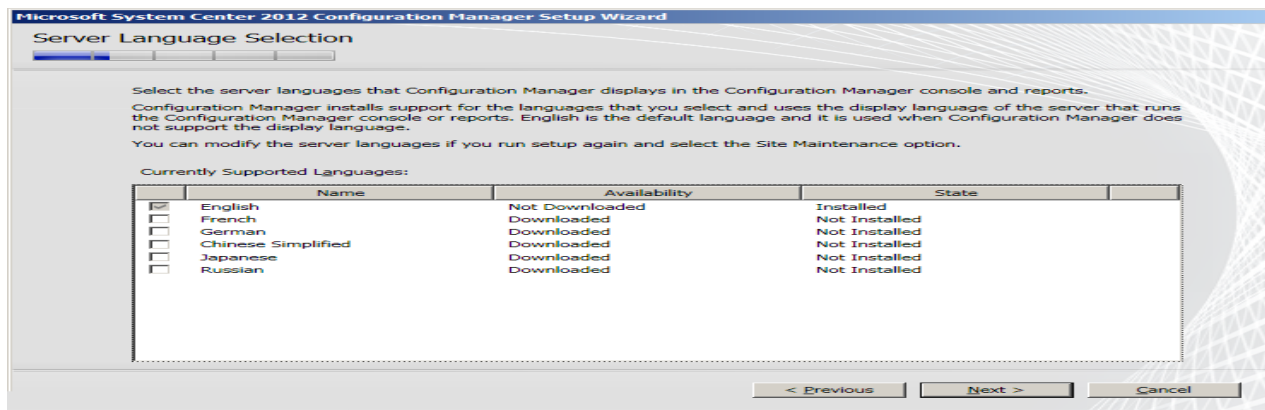 Microsoft System Center 2012 Configuration Manager Setup Wizard
Server Language Selection
Select the server languages that Configuration Manager displays in the Configuration Manager console and reports.
Configuration Manager installs support for the languages that you select and uses the display language of the server that runs
the Configuration Manager console or reports. English is the default language and it is used when Configuration Manager does
not support the display language.
You can modify the server languages if you run setup again and select the Site Maintenance option.
Currently Supported Languages:
Name Availability State
English Not Downloaded Installed
French Downloaded Not Installed
German Downloaded Not Installed
Chinese Simplified Downloaded Not Installed
Japanese Downloaded Not Installed
Russian Downloaded Not Installed
< Previous Next > Cancel